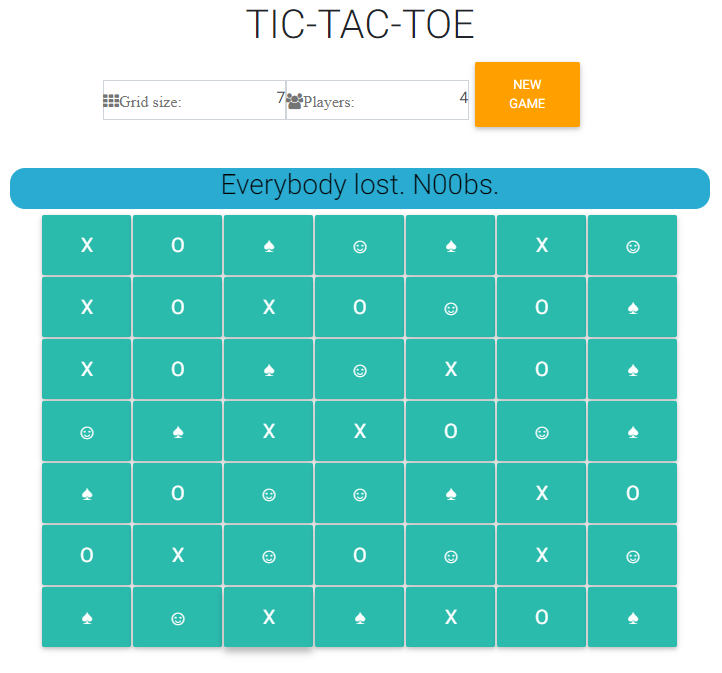 TIC-TAC-TOE
Grid size: 7 Players: 4 NEW GAME
Everybody lost. N00bs.
X O ♠ ☺ ♠ X ☺
X O X O ☺ O ♠
X O ♠ ☺ X O ♠
☺ ♠ X X O ☺ ♠
♠ O ☺ ☺ ♠ X O
O X ☺ O ☺ X ☺
♠ ☺ X ♠ X O ♠